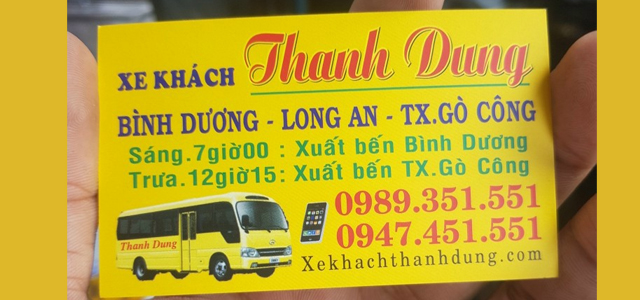 XE KHÁCH Thanh Dung
BÌNH DƯƠNG - LONG AN - TX.GÒ CÔNG
Sáng.7giờ00 : Xuất bến Bình Dương
Trưa.12giờ15: Xuất bến TX.Gò Công
0989.351.551
0947.451.551
Thanh Dung
Xekhachthanhdung.com